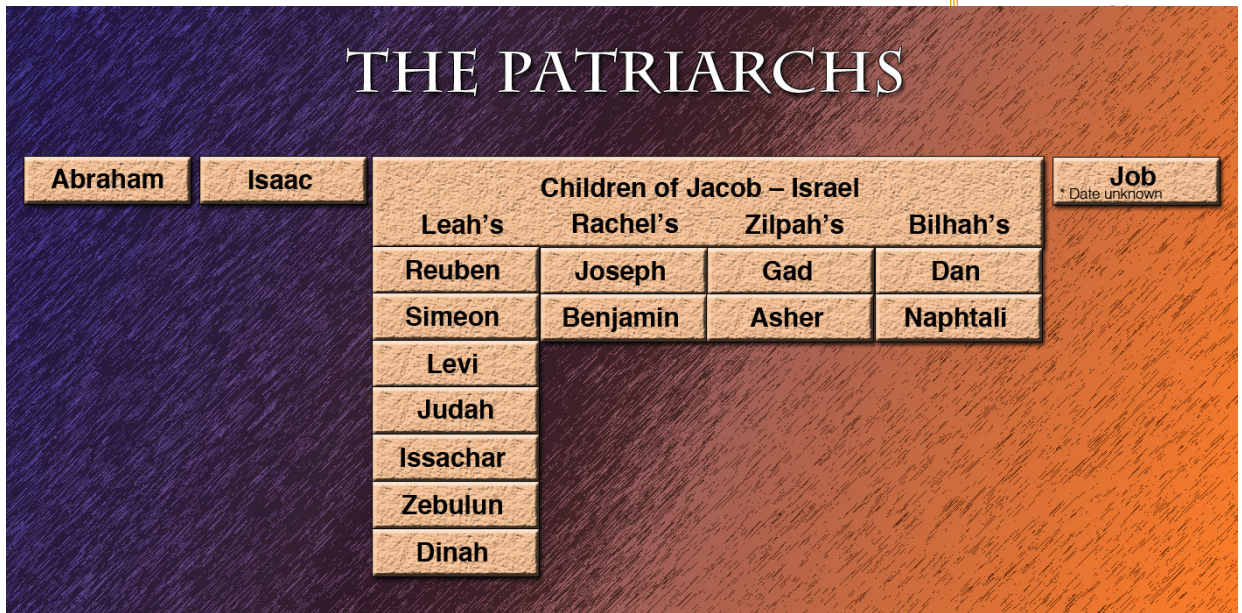 THE PATRIARCHS
Abraham
Isaac
Children of Jacob – Israel
Leah's
Rachel's
Zilpah's
Bilhah's
Reuben
Joseph
Gad
Dan
Simeon
Benjamin
Asher
Naphtali
Levi
Judah
Issachar
Zebulun
Dinah
Job
* Date unknown